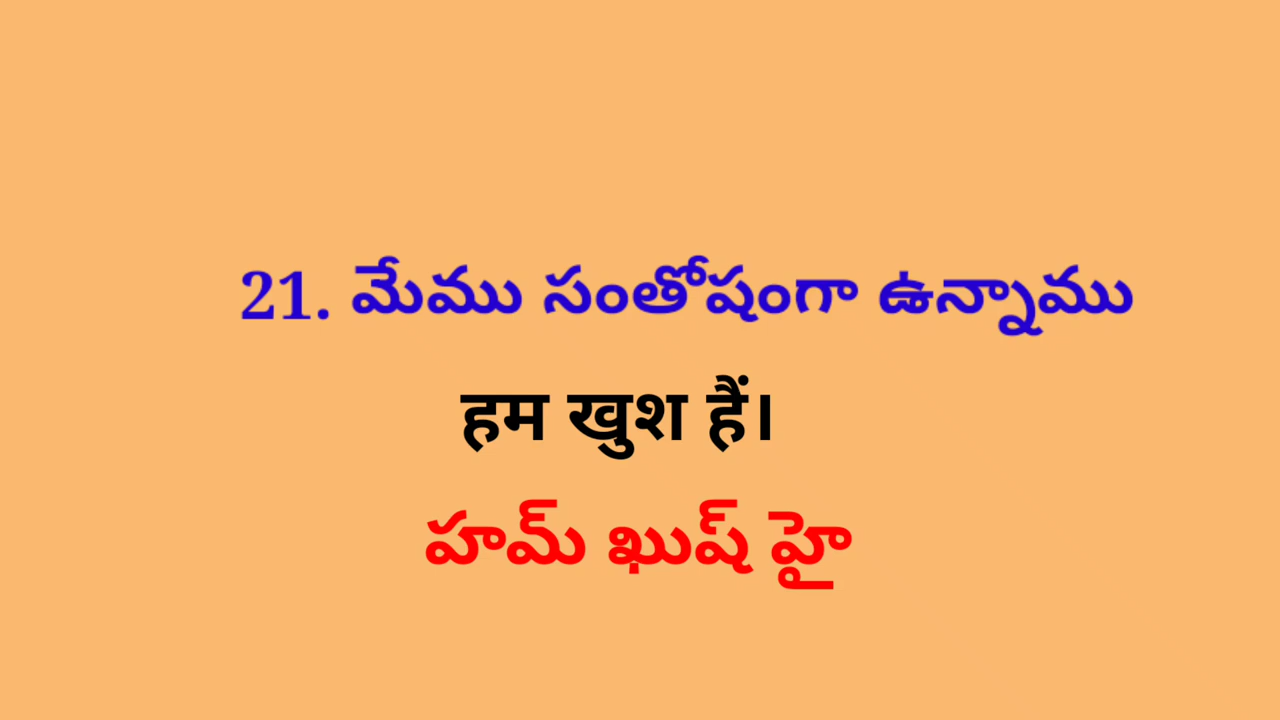 21. మేము సంతోషంగా ఉన్నాము
हम खुश हैं।
హమ్ ఖుష్ హై